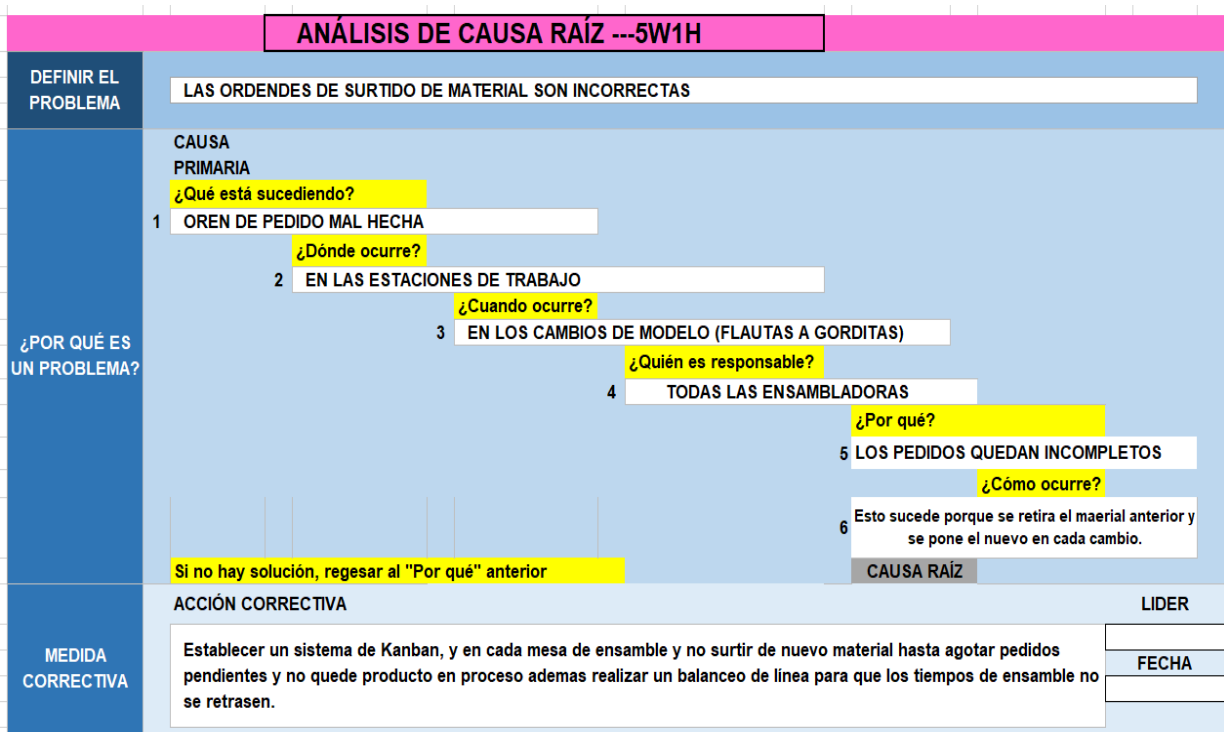 ANÁLISIS DE CAUSA RAÍZ ---5W1H
DEFINIR EL
PROBLEMA
LAS ORDENDES DE SURTIDO DE MATERIAL SON INCORRECTAS
¿POR QUÉ ES
UN PROBLEMA?
CAUSA
PRIMARIA
¿Qué está sucediendo?
1 OREN DE PEDIDO MAL HECHA
¿Dónde ocurre?
2 EN LAS ESTACIONES DE TRABAJO
¿Cuando ocurre?
3 EN LOS CAMBIOS DE MODELO (FLAUTAS A GORDITAS)
¿Quién es responsable?
4 TODAS LAS ENSAMBLADORAS
¿Por qué?
5 LOS PEDIDOS QUEDAN INCOMPLETOS
¿Cómo ocurre?
6 Esto sucede porque se retira el maerial anterior y
se pone el nuevo en cada cambio.
Si no hay solución, regesar al "Por qué" anterior
CAUSA RAÍZ
MEDIDA
CORRECTIVA
ACCIÓN CORRECTIVA
Establecer un sistema de Kanban, y en cada mesa de ensamble y no surtir de nuevo material hasta agotar pedidos
pendientes y no quede producto en proceso ademas realizar un balanceo de línea para que los tiempos de ensamble no
se retrasen.
LIDER
FECHA